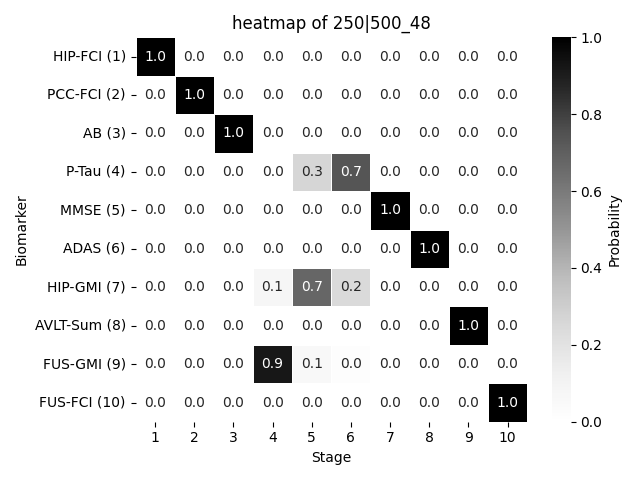 heatmap of 250|500_48
HIP-FCI (1) 1.0 0.0 0.0 0.0 0.0 0.0 0.0 0.0 0.0 0.0
PCC-FCI (2) 0.0 1.0 0.0 0.0 0.0 0.0 0.0 0.0 0.0 0.0
AB (3) 0.0 0.0 1.0 0.0 0.0 0.0 0.0 0.0 0.0 0.0
P-Tau (4) 0.0 0.0 0.0 0.0 0.3 0.7 0.0 0.0 0.0 0.0
MMSE (5) 0.0 0.0 0.0 0.0 0.0 0.0 1.0 0.0 0.0 0.0
ADAS (6) 0.0 0.0 0.0 0.0 0.0 0.0 0.0 1.0 0.0 0.0
HIP-GMI (7) 0.0 0.0 0.0 0.1 0.7 0.2 0.0 0.0 0.0 0.0
AVLT-Sum (8) 0.0 0.0 0.0 0.0 0.0 0.0 0.0 0.0 1.0 0.0
FUS-GMI (9) 0.0 0.0 0.0 0.9 0.1 0.0 0.0 0.0 0.0 0.0
FUS-FCI (10) 0.0 0.0 0.0 0.0 0.0 0.0 0.0 0.0 0.0 1.0
1 2 3 4 5 6 7 8 9 10
Stage
Biomarker
1.0
0.8
0.6
0.4
0.2
0.0
Probability